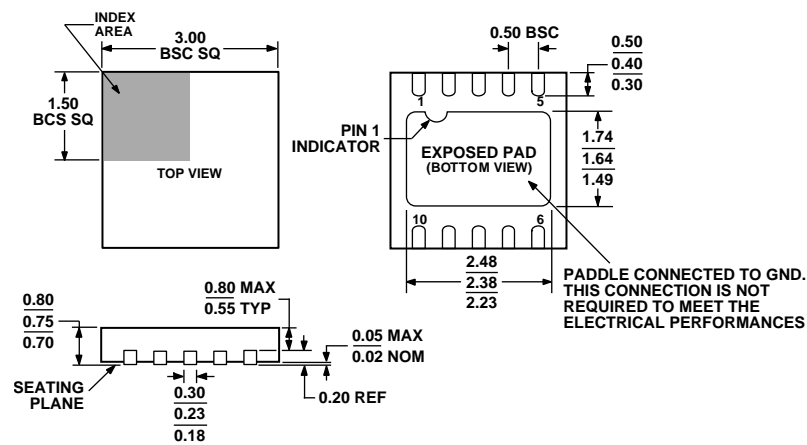 INDEX
AREA
3.00
BSC SQ
1.50
BCS SQ
TOP VIEW
0.50 BSC
0.50
0.40
0.30
1
5
PIN 1
INDICATOR
EXPOSED PAD
(BOTTOM VIEW)
1.74
1.64
1.49
10
6
2.48
2.38
2.23
PADDLE CONNECTED TO GND.
THIS CONNECTION IS NOT
REQUIRED TO MEET THE
ELECTRICAL PERFORMANCES
0.80
0.75
0.70
0.80 MAX
0.55 TYP
0.05 MAX
0.02 NOM
SEATING
PLANE
0.30
0.23
0.18
0.20 REF